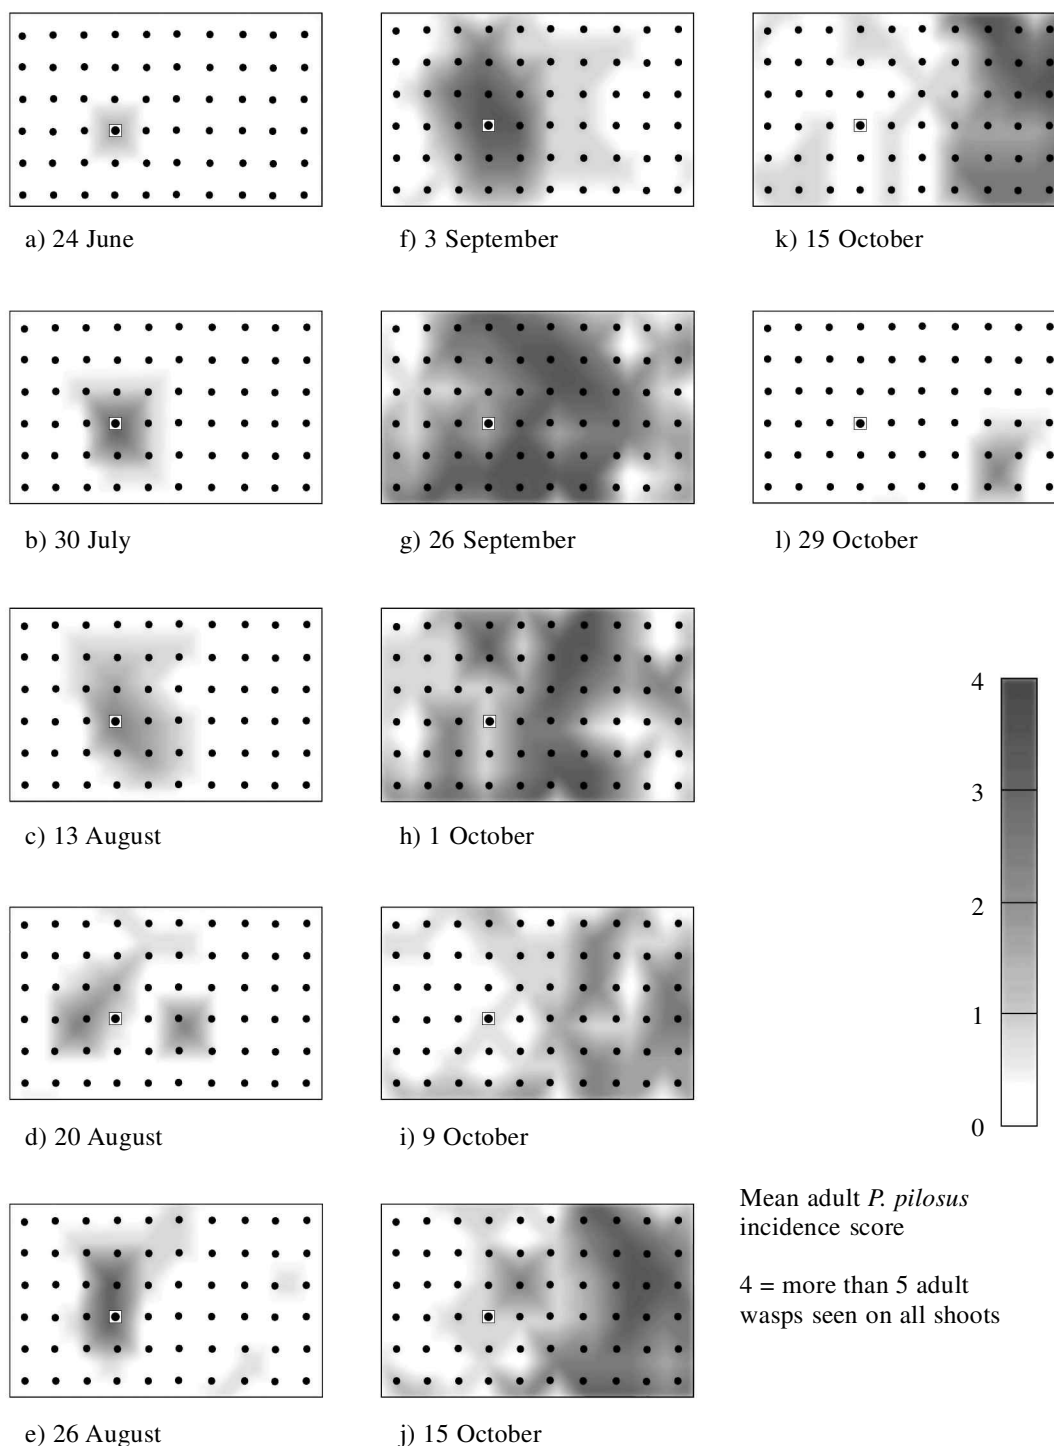 a) 24 June
f) 3 September
k) 15 October
b) 30 July
g) 26 September
l) 29 October
c) 13 August
h) 1 October
d) 20 August
i) 9 October
e) 26 August
j) 15 October
4
3
2
1
0
Mean adult P. pilosus
incidence score
4 = more than 5 adult
wasps seen on all shoots